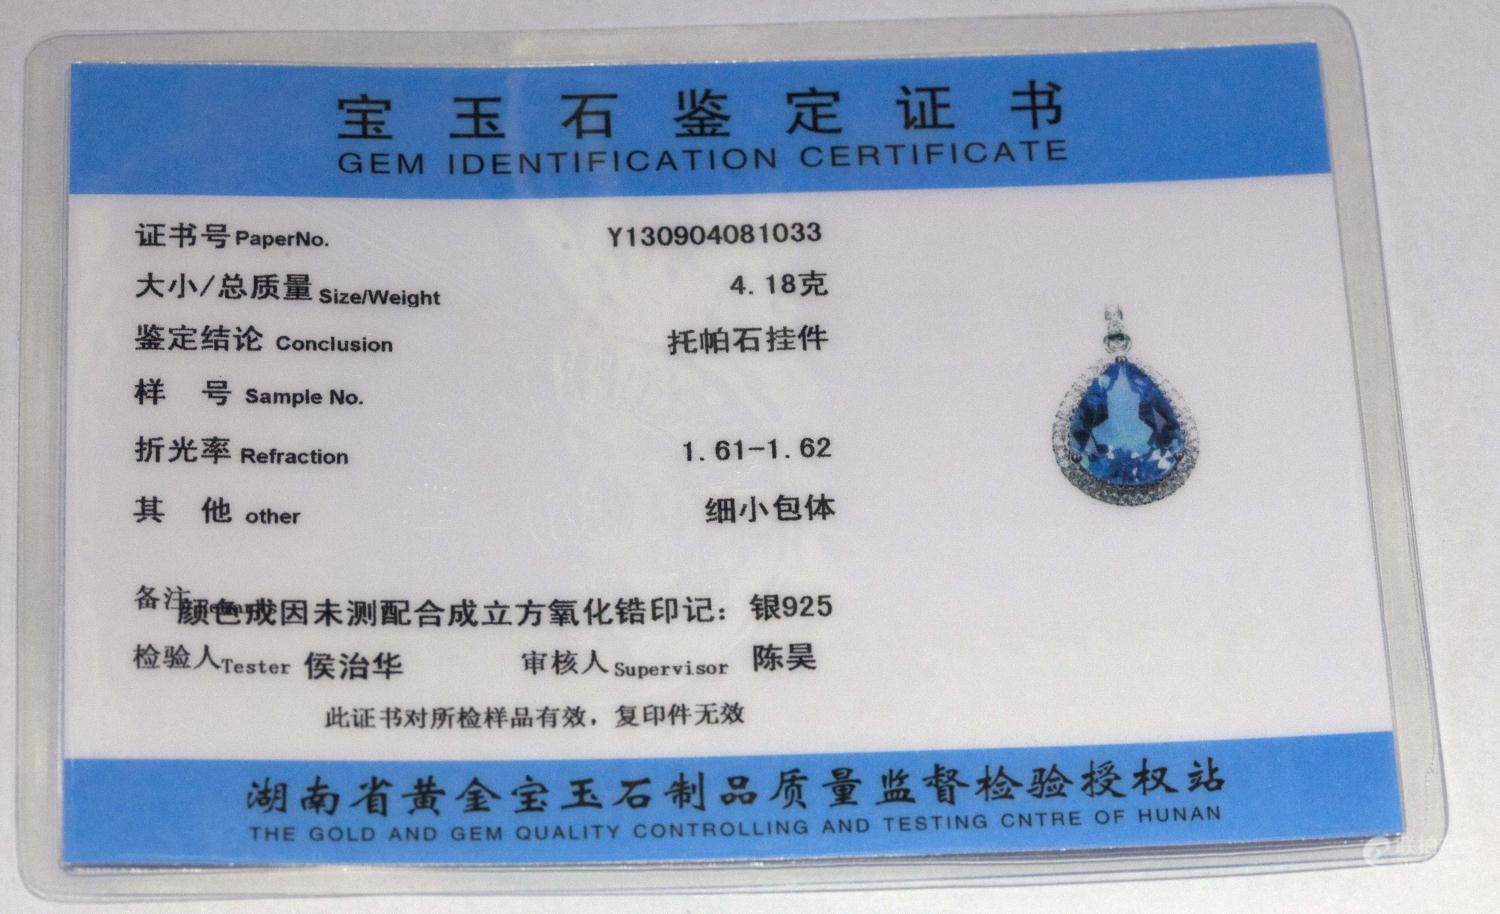 宝玉石鉴定证书
GEM IDENTIFICATION CERTIFICATE
证书号 PaperNo. Y130904081033
大小/总质量 Size/Weight 4.18克
鉴定结论 Conclusion 托帕石挂件
样 号 Sample No.
折光率 Refraction 1.61-1.62
其 他 other 细小包体
备注 颜色成因未测配合成立方氧化锆印记：银925
检验人 Tester 侯治华 审核人 Supervisor 陈昊
此证书对所检样品有效，复印件无效
湖南省黄金宝玉石制品质量监督检验授权站
THE GOLD AND GEM QUALITY CONTROLLING AND TESTING CNTRE OF HUNAN